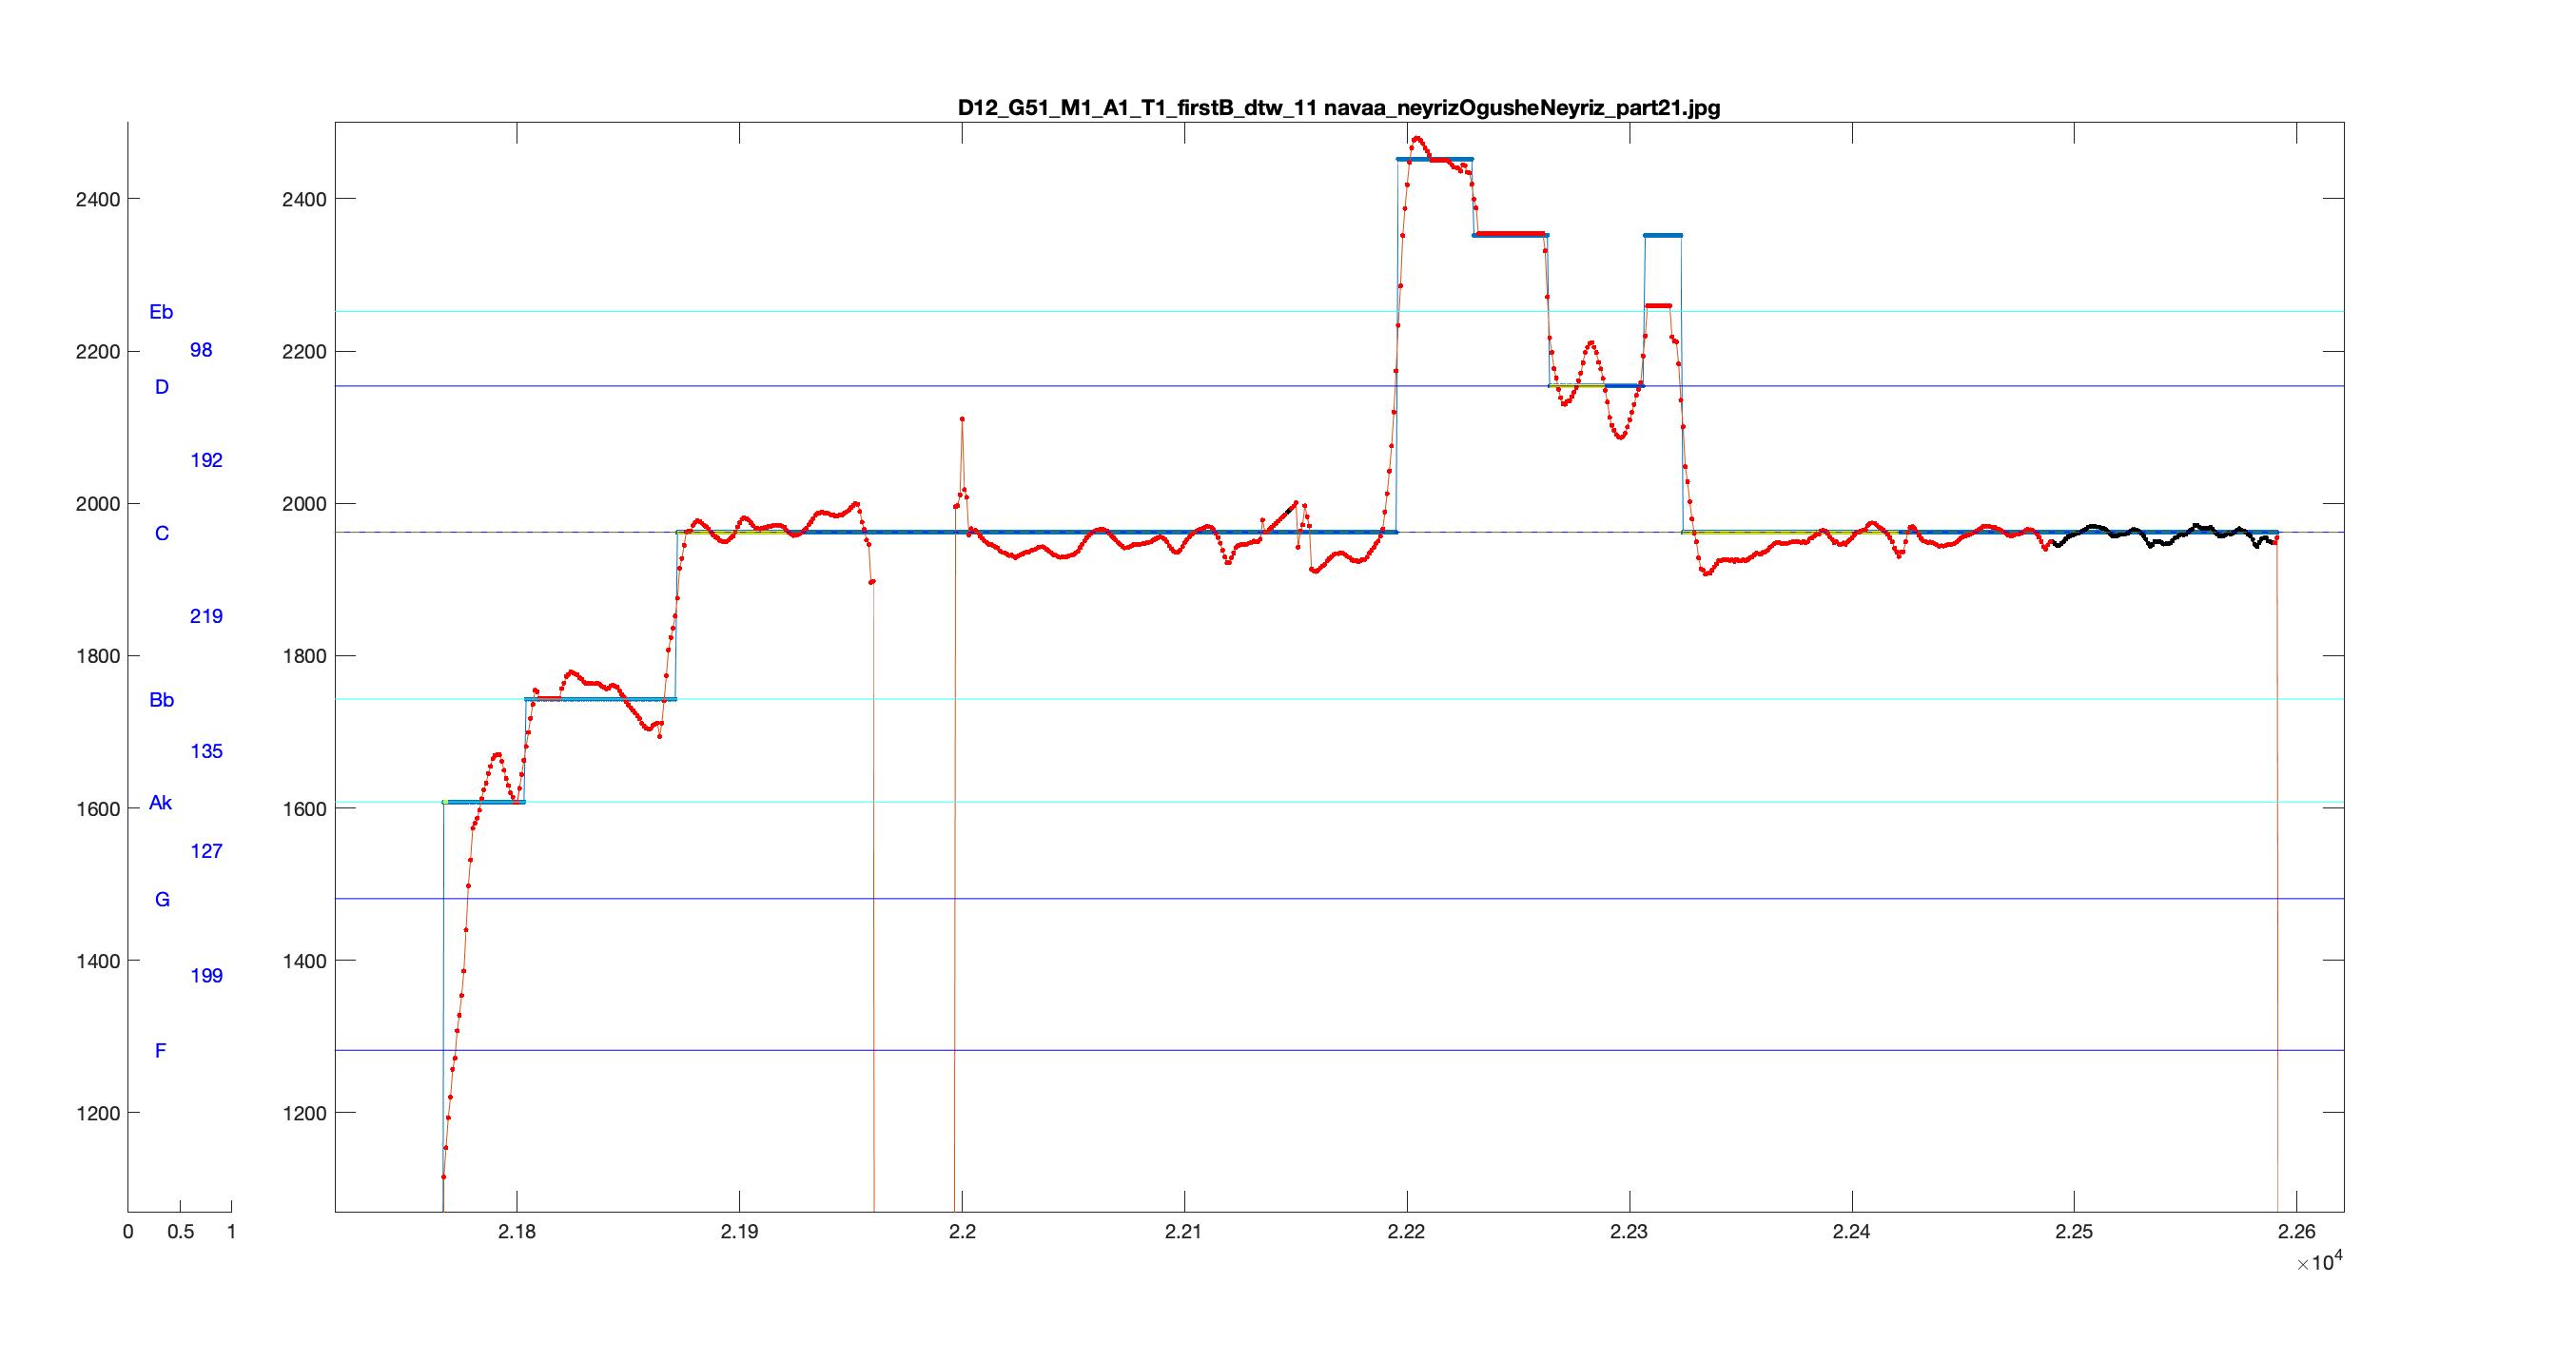 D12_G51_M1_A1_T1_firstB_dtw_11 navaa_neyrizOgusheNeyriz_part21.jpg
2400 2400
Eb
98
2200 2200
D
192
2000 2000
C
219
1800 1800
Bb
135
1600 Ak 1600
127
G
1400 199 1400
F
1200 1200
0 0.5 1 2.18 2.19 2.2 2.21 2.22 2.23 2.24 2.25 2.26
×10⁴